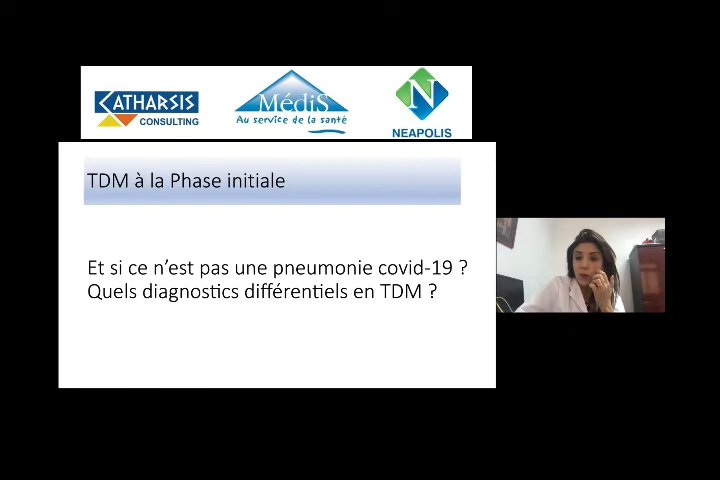 CATHARSIS
CONSULTING
MédiS
Au service de la santé
N
NEAPOLIS
TDM à la Phase initiale
Et si ce n’est pas une pneumonie covid-19 ?
Quels diagnostics différentiels en TDM ?